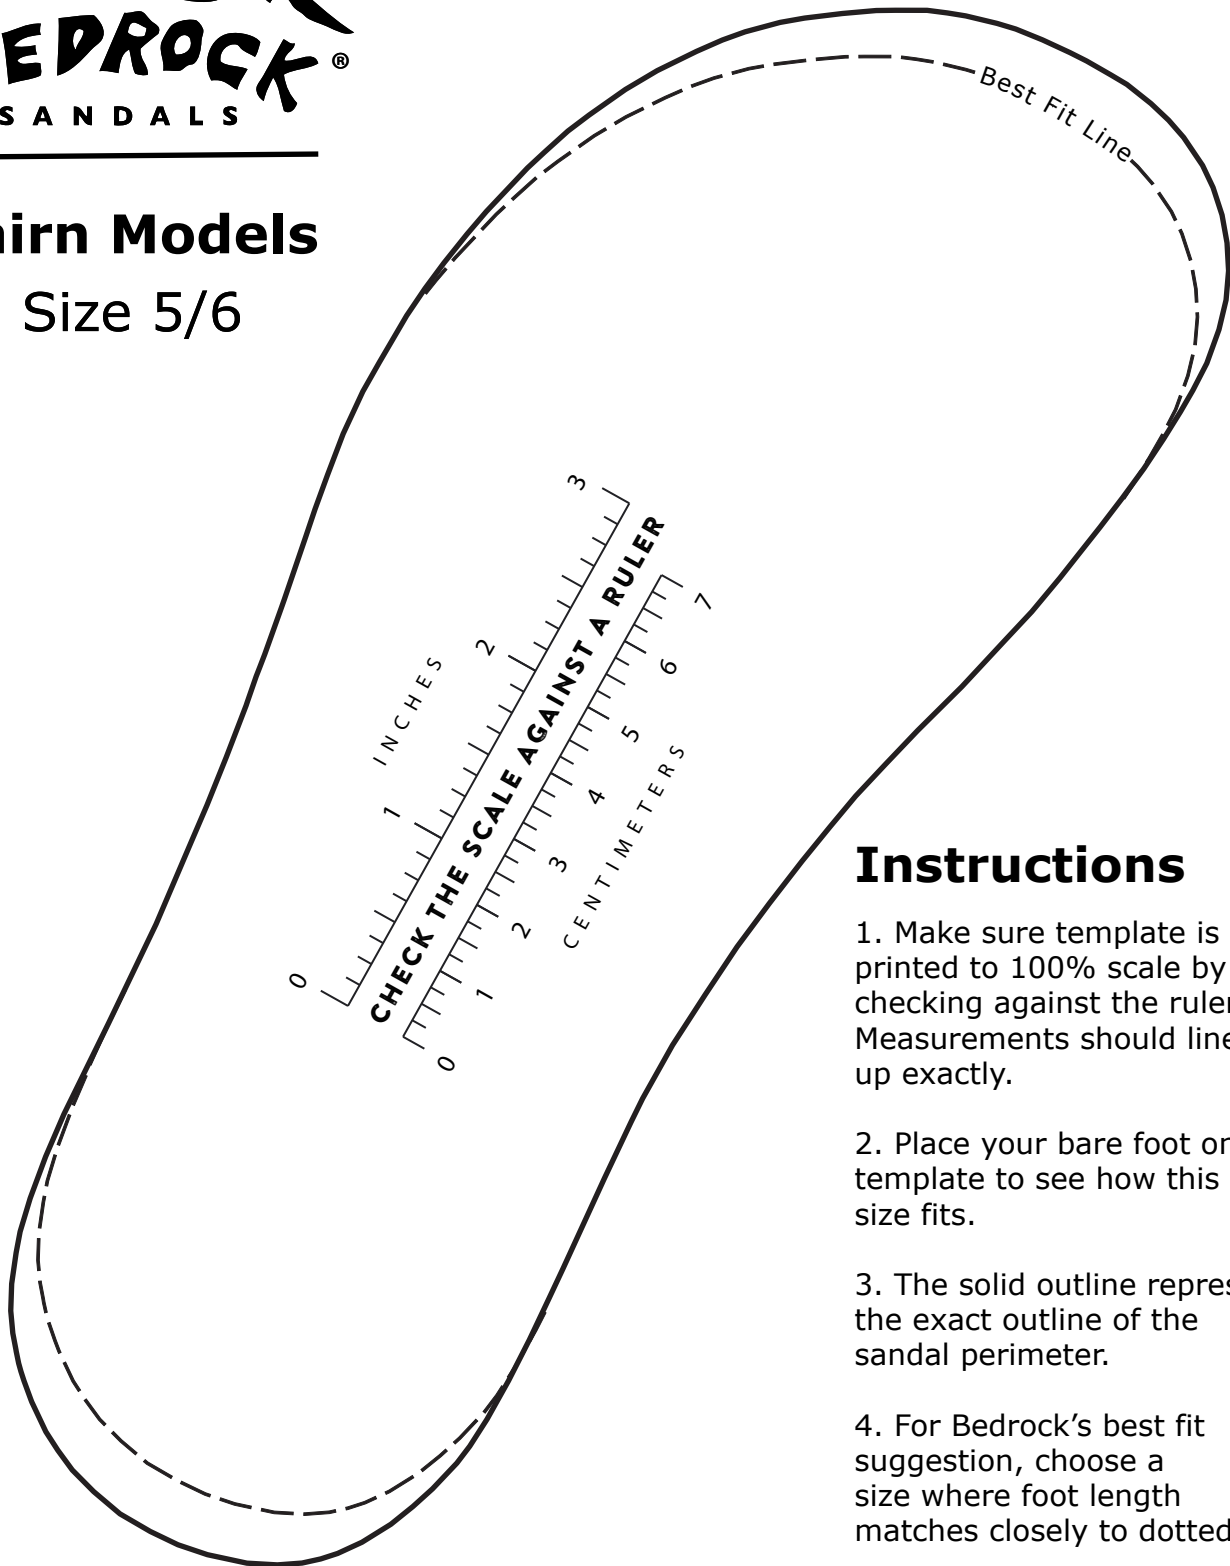 EDROCK®
SANDALS
irn Models
Size 5/6
Best Fit Line
3
2
1
0
INCHES
CHECK THE SCALE AGAINST A RULER
7
6
5
4
3
2
1
0
CENTIMETERS
Instructions
1. Make sure template is
printed to 100% scale by
checking against the ruler
Measurements should line
up exactly.
2. Place your bare foot on
template to see how this
size fits.
3. The solid outline repres
the exact outline of the
sandal perimeter.
4. For Bedrock’s best fit
suggestion, choose a
size where foot length
matches closely to dotted